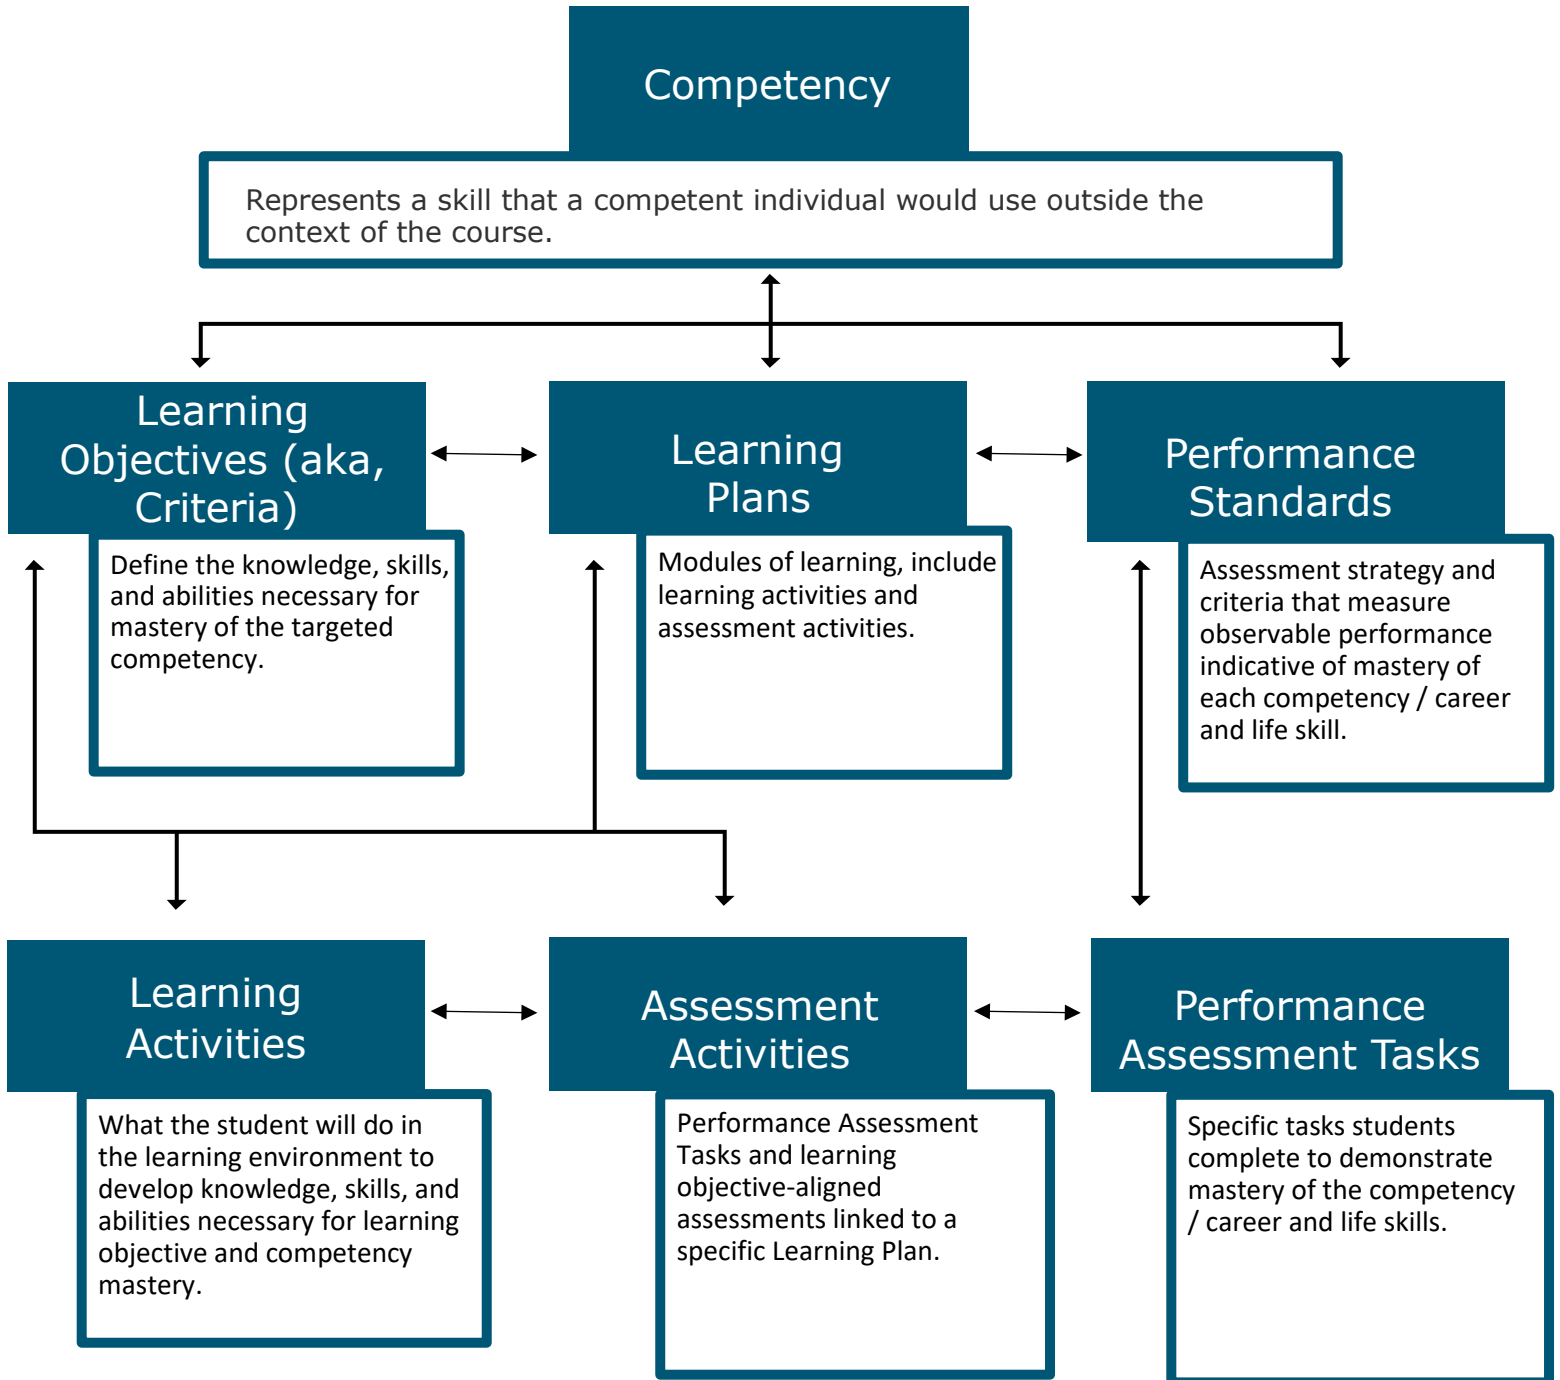 Competency
Represents a skill that a competent individual would use outside the
context of the course.
Learning
Objectives (aka,
Criteria)
Define the knowledge, skills,
and abilities necessary for
mastery of the targeted
competency.
Learning
Plans
Modules of learning, include
learning activities and
assessment activities.
Performance
Standards
Assessment strategy and
criteria that measure
observable performance
indicative of mastery of
each competency / career
and life skill.
Learning
Activities
What the student will do in
the learning environment to
develop knowledge, skills, and
abilities necessary for learning
objective and competency
mastery.
Assessment
Activities
Performance Assessment
Tasks and learning
objective-aligned
assessments linked to a
specific Learning Plan.
Performance
Assessment Tasks
Specific tasks students
complete to demonstrate
mastery of the competency
/ career and life skills.